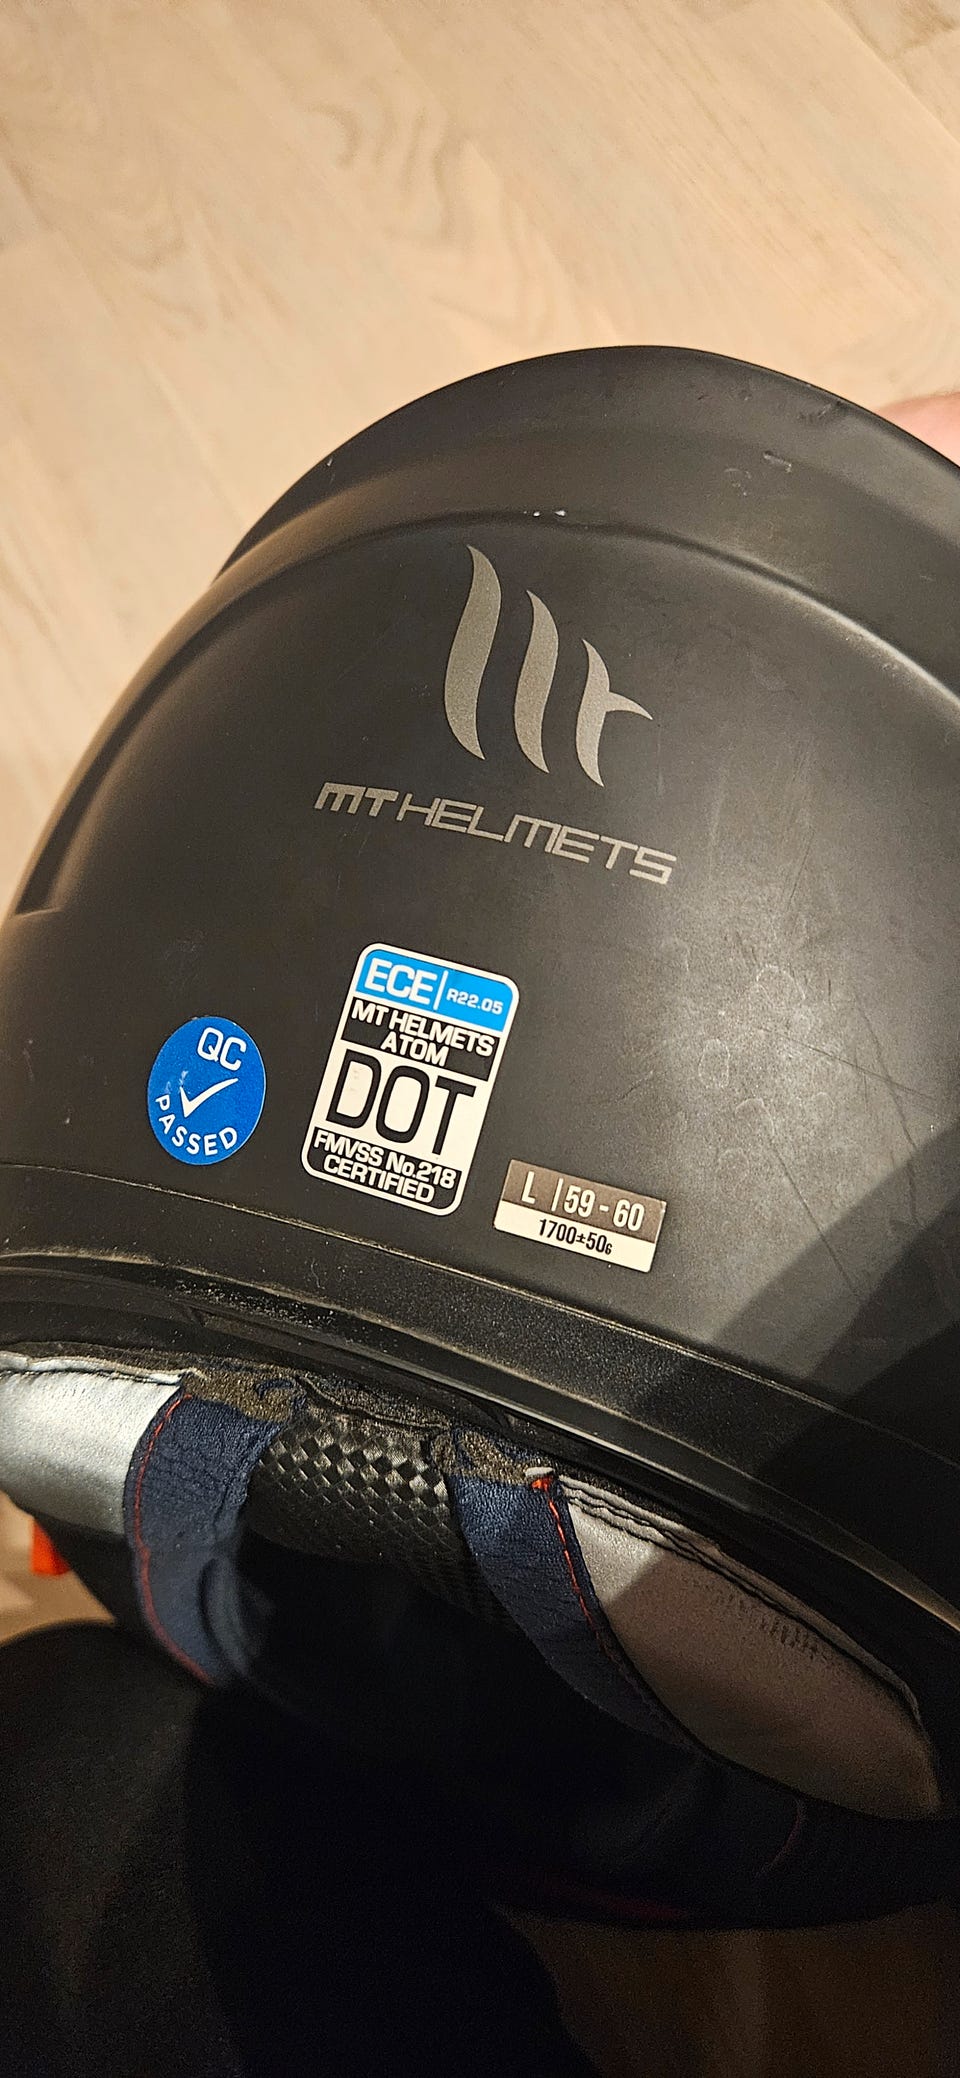 MT HELMETS
QC
PASSED
ECE R22.05
MT HELMETS
ATOM
DOT
FMVSS No.218
CERTIFIED
L | 59 - 60
1700±50G